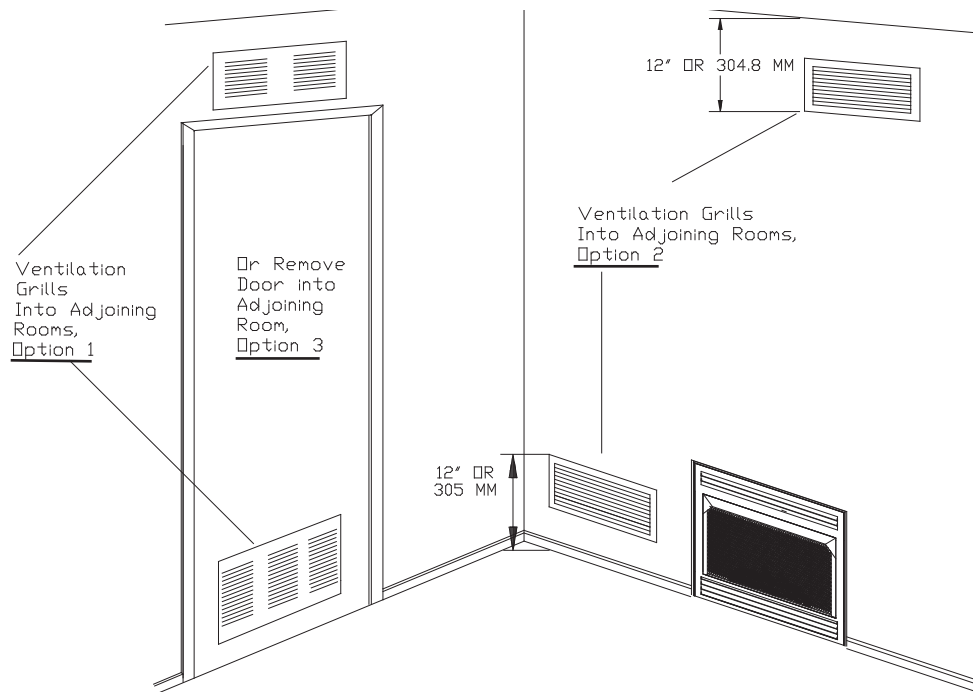 12" OR 304.8 MM
Ventilation Grills
Into Adjoining Rooms,
Option 2
Ventilation
Grills
Into Adjoining
Rooms,
Option 1
Or Remove
Door into
Adjoining
Room,
Option 3
12" OR
305 MM